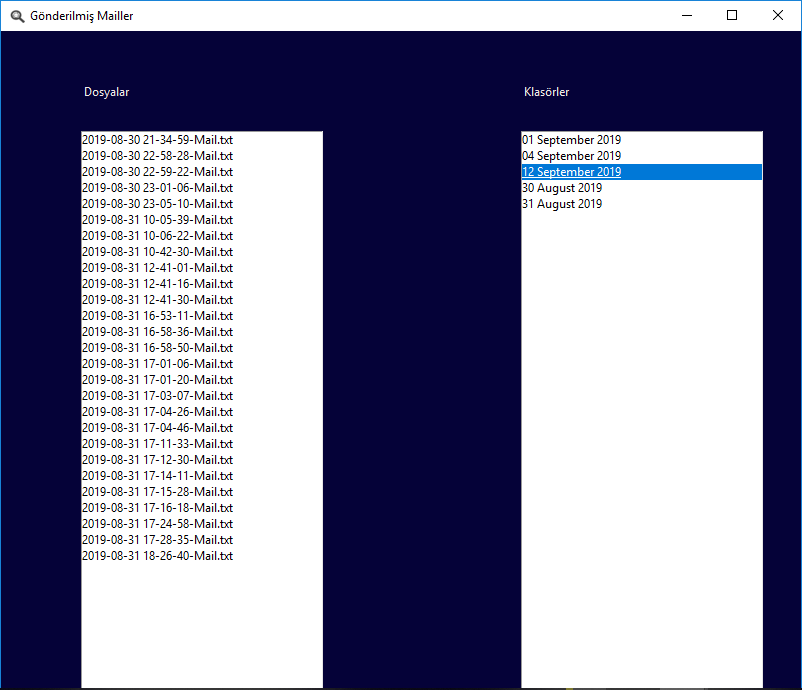 Gönderilmiş Mailler
Dosyalar
2019-08-30 21-34-59-Mail.txt
2019-08-30 22-58-28-Mail.txt
2019-08-30 22-59-22-Mail.txt
2019-08-30 23-01-06-Mail.txt
2019-08-30 23-05-10-Mail.txt
2019-08-31 10-05-39-Mail.txt
2019-08-31 10-06-22-Mail.txt
2019-08-31 10-42-30-Mail.txt
2019-08-31 12-41-01-Mail.txt
2019-08-31 12-41-16-Mail.txt
2019-08-31 12-41-30-Mail.txt
2019-08-31 16-53-11-Mail.txt
2019-08-31 16-58-36-Mail.txt
2019-08-31 16-58-50-Mail.txt
2019-08-31 17-01-06-Mail.txt
2019-08-31 17-01-20-Mail.txt
2019-08-31 17-03-07-Mail.txt
2019-08-31 17-04-26-Mail.txt
2019-08-31 17-04-46-Mail.txt
2019-08-31 17-11-33-Mail.txt
2019-08-31 17-12-30-Mail.txt
2019-08-31 17-14-11-Mail.txt
2019-08-31 17-15-28-Mail.txt
2019-08-31 17-16-18-Mail.txt
2019-08-31 17-24-58-Mail.txt
2019-08-31 17-28-35-Mail.txt
2019-08-31 18-26-40-Mail.txt
Klasörler
01 September 2019
04 September 2019
12 September 2019
30 August 2019
31 August 2019